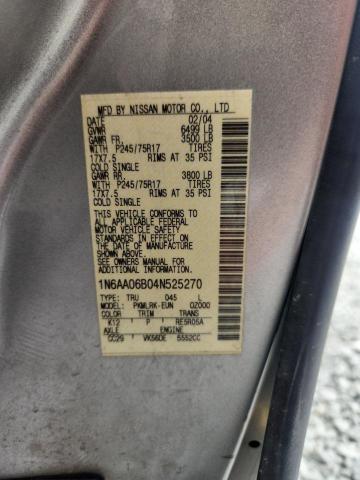 MFD BY NISSAN MOTOR CO., LTD
DATE 02/04
GVWR 6499 LB
GAWR FR. 3500 LB
WITH P245/75R17 TIRES
17X7.5 RIMS AT 35 PSI
COLD SINGLE
GAWR RR. 3800 LB
WITH P245/75R17 TIRES
17X7.5 RIMS AT 35 PSI
COLD SINGLE
THIS VEHICLE CONFORMS TO
ALL APPLICABLE FEDERAL
MOTOR VEHICLE SAFETY
STANDARDS IN EFFECT ON
THE DATE OF MANUFACTURE
SEE OWNERS MANUAL FOR
ADDITIONAL INFORMATION.
1N6AA06B04N525270
TYPE: TRU 045 L
MODEL: PKMLRK-EUN 0Z000
COLOR TRIM TRANS
K12 P RE5R05A
AXLE ENGINE
CC29 VK56DE 5552CC